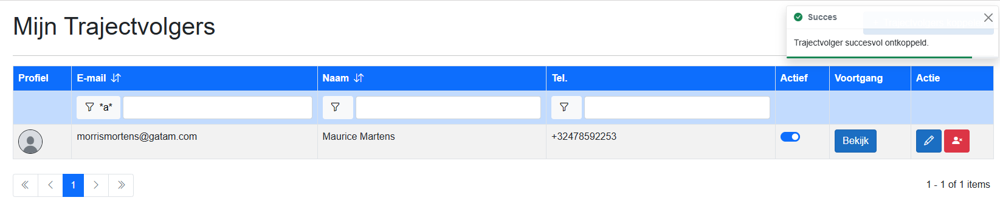 Mijn Trajectvolgers
Succes
Trajectvolger succesvol ontkoppeld.
Profiel E-mail Naam Tel. Actief Voortgang Actie
*a*
morrismortens@gatam.com Maurice Martens +32478592253 Bekijk
1
1 - 1 of 1 items